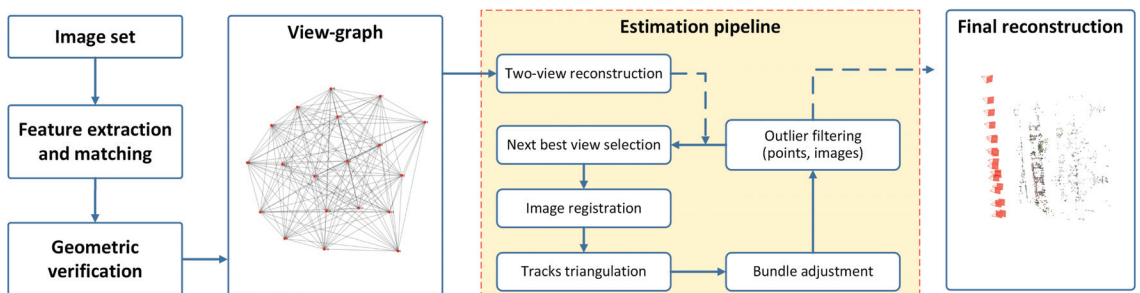 Image set
Feature extraction
and matching
Geometric
verification
View-graph
Estimation pipeline
Two-view reconstruction
Next best view selection
Image registration
Tracks triangulation
Bundle adjustment
Outlier filtering
(points, images)
Final reconstruction